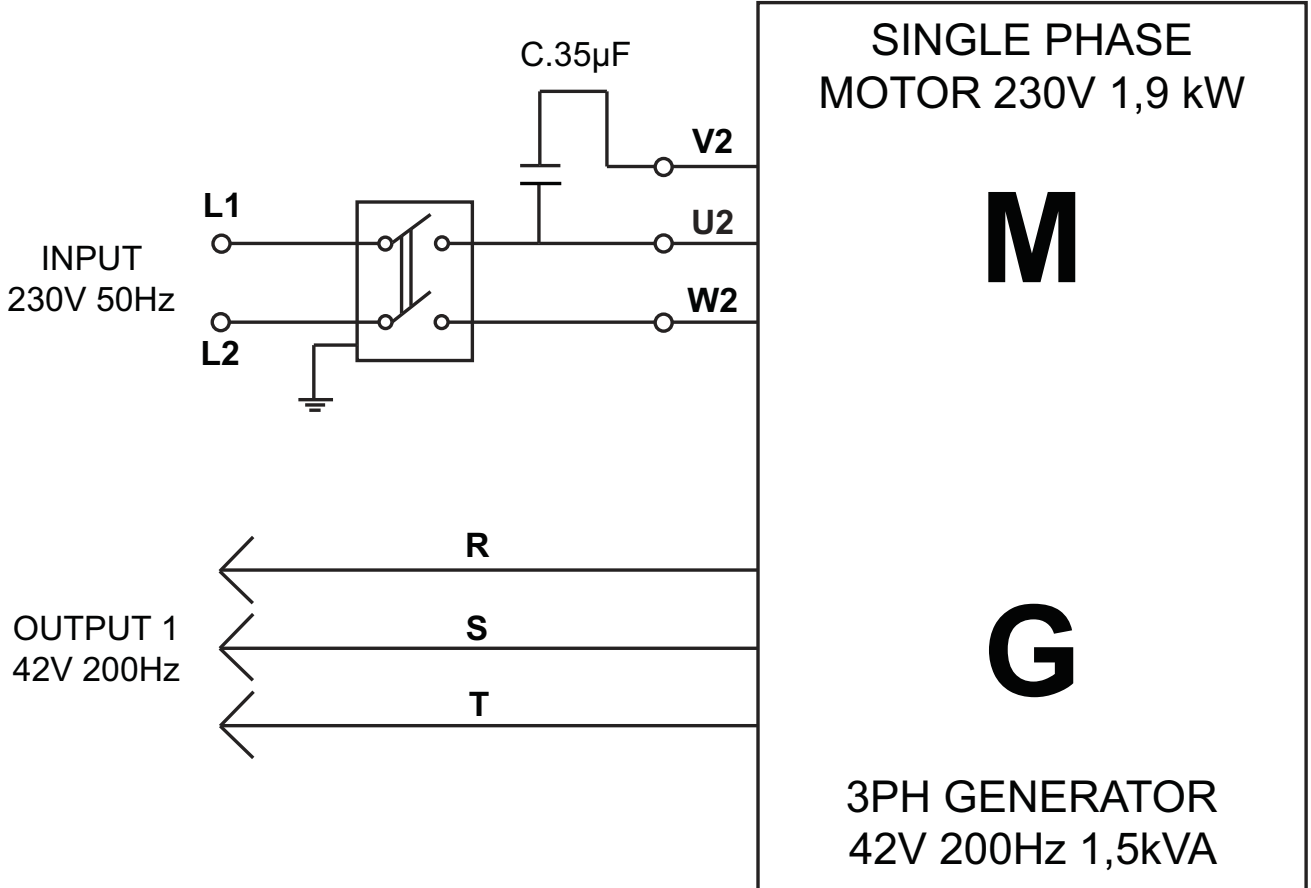 SINGLE PHASE
MOTOR 230V 1,9 kW
C.35µF
V2
L1
U2
M
INPUT
230V 50Hz
W2
L2
R
OUTPUT 1
42V 200Hz
S
T
G
3PH GENERATOR
42V 200Hz 1,5kVA